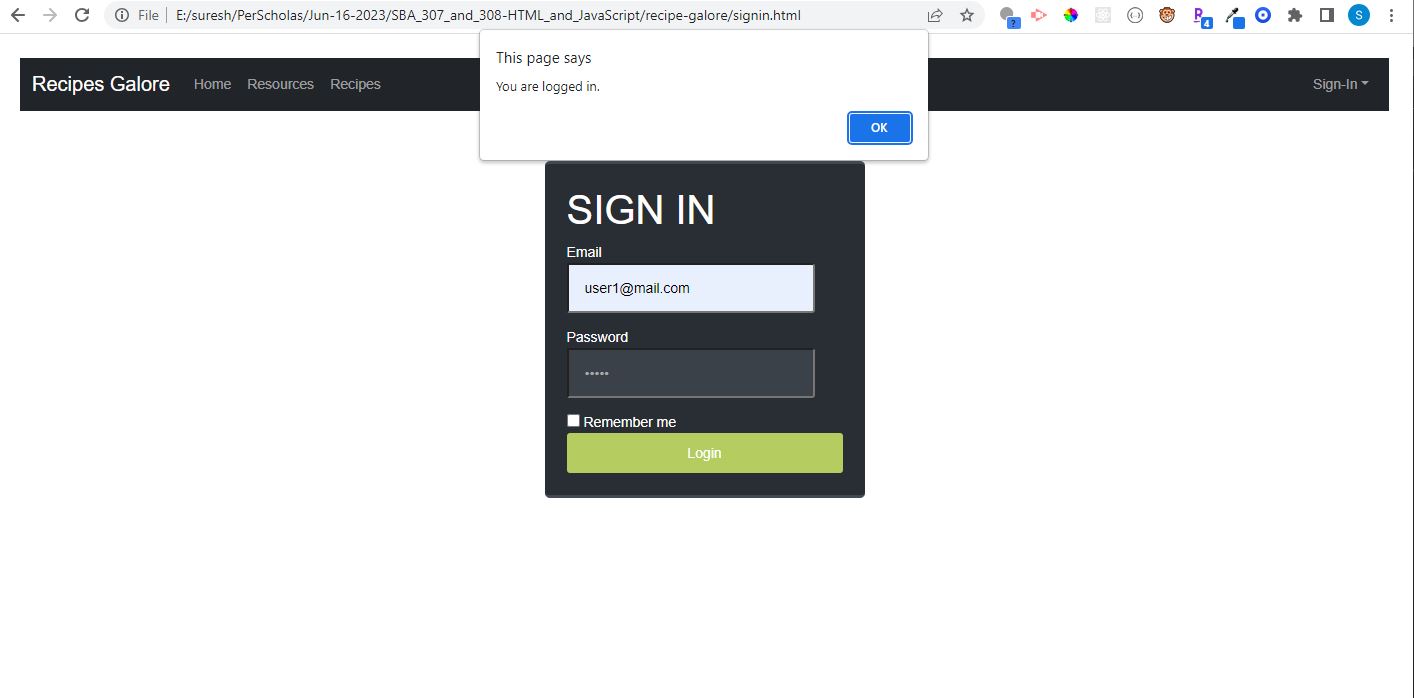 File E:/suresh/PerScholas/Jun-16-2023/SBA_307_and_308-HTML_and_JavaScript/recipe-galore/signin.html
? R 4 S
This page says
You are logged in.
OK
Recipes Galore Home Resources Recipes Sign-In
SIGN IN
Email
user1@mail.com
Password
•••••
Remember me
Login